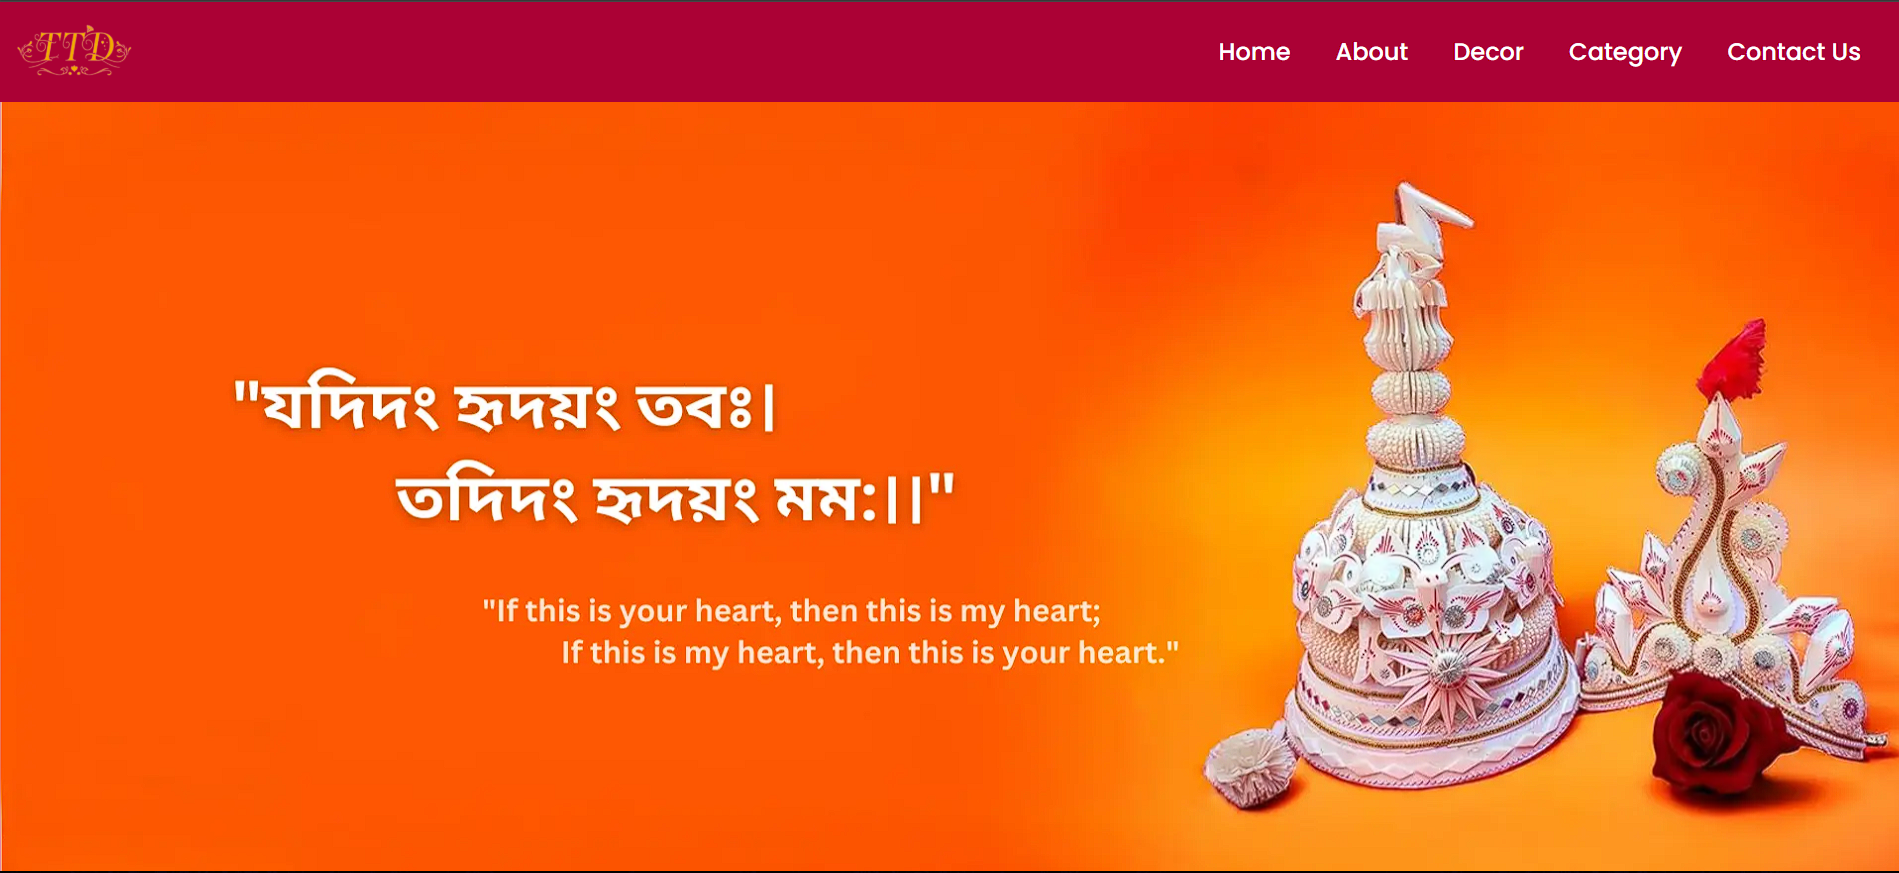 TTD
Home About Decor Category Contact Us
"যদিদং হৃদয়ং তবঃ।
তদিদং হৃদয়ং মম:।।"
"If this is your heart, then this is my heart;
If this is my heart, then this is your heart."